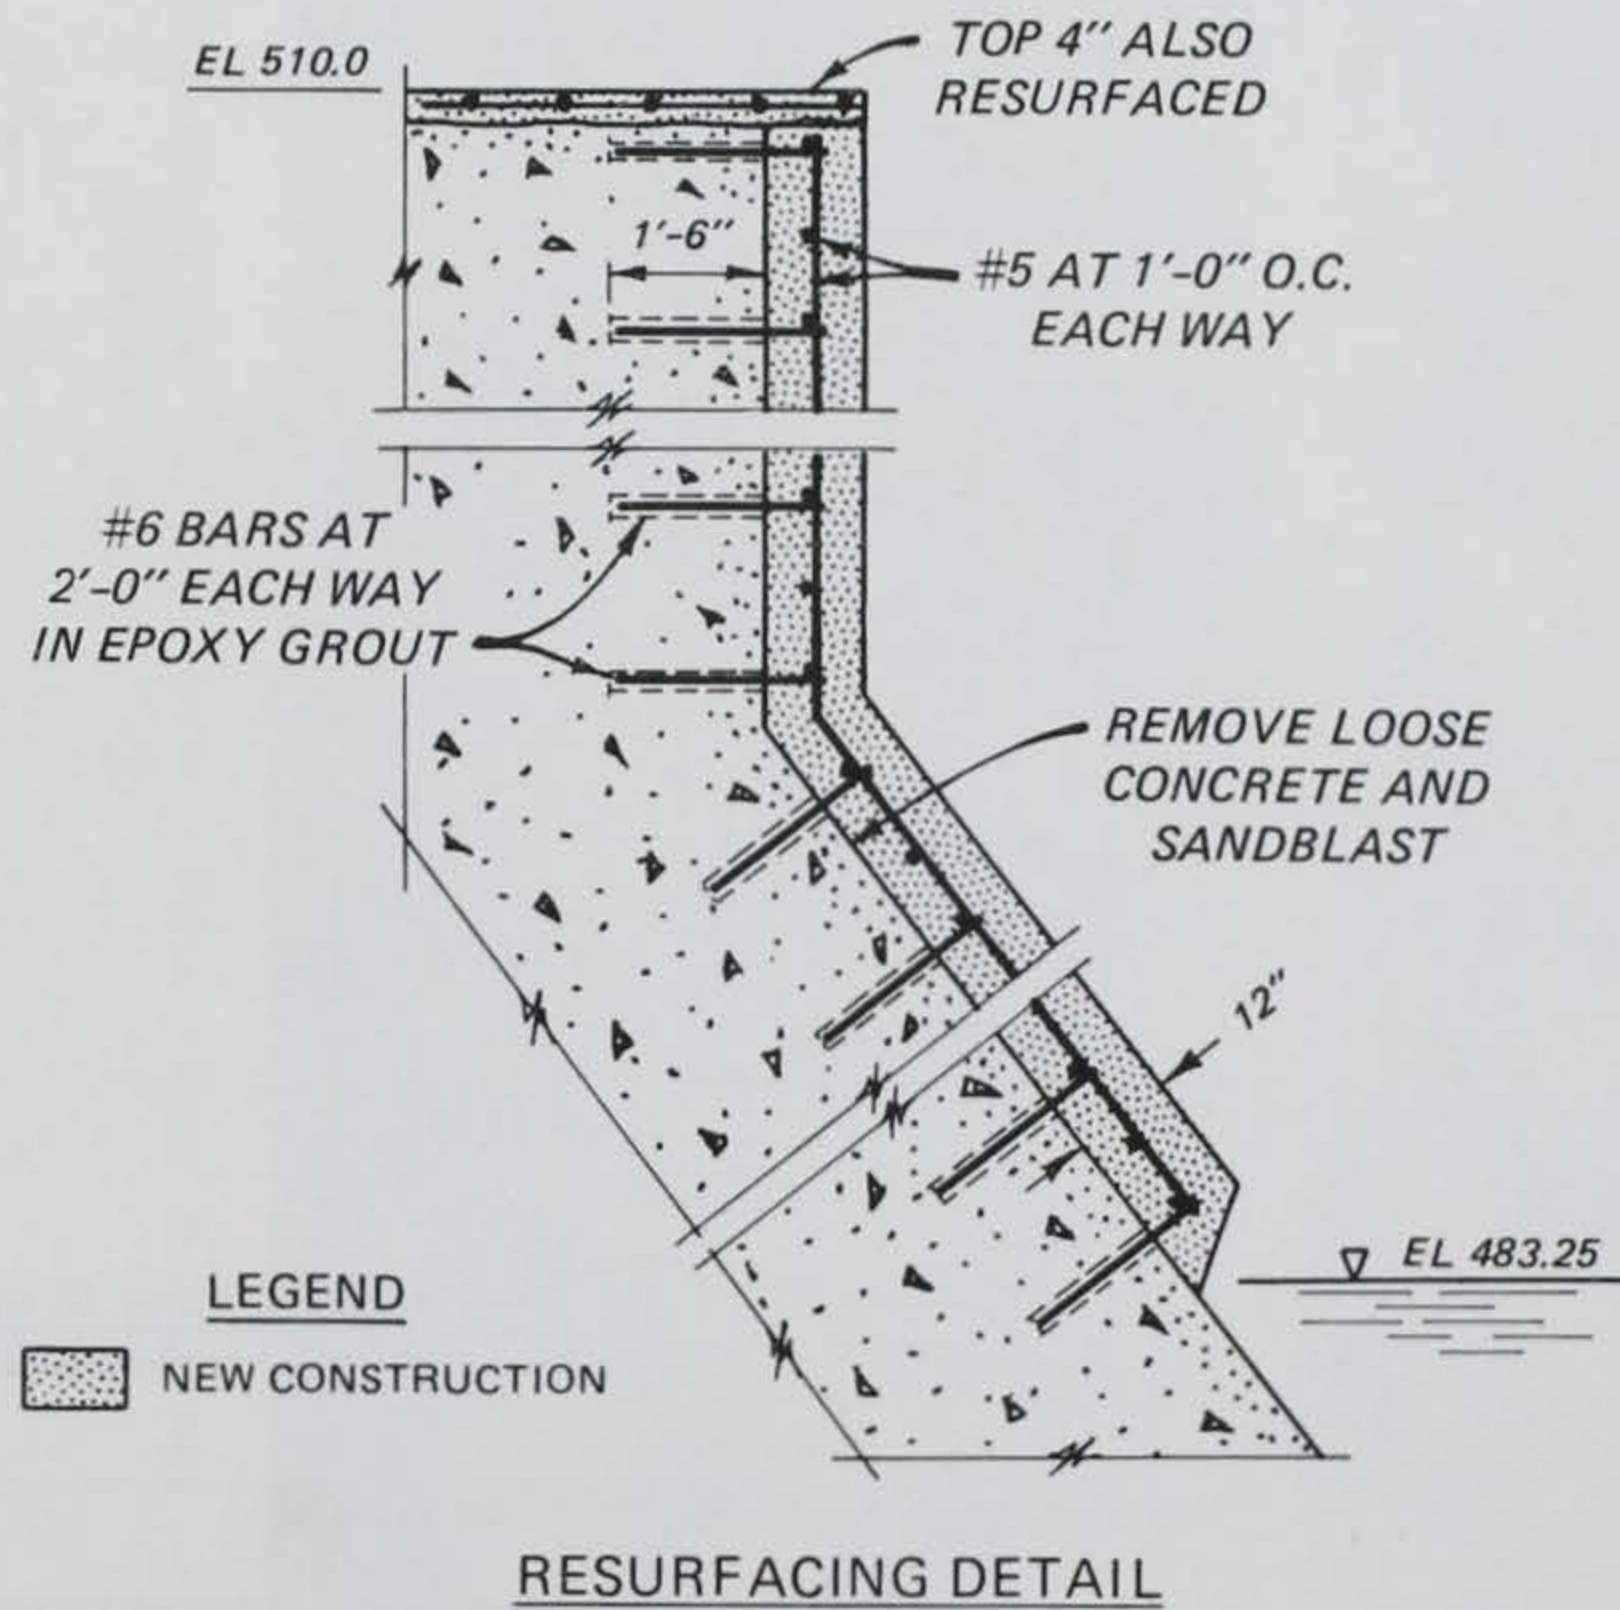 EL 510.0
TOP 4" ALSO
RESURFACED
1'-6"
#5 AT 1'-0" O.C.
EACH WAY
#6 BARS AT
2'-0" EACH WAY
IN EPOXY GROUT
REMOVE LOOSE
CONCRETE AND
SANDBLAST
12"
EL 483.25
LEGEND
NEW CONSTRUCTION
RESURFACING DETAIL